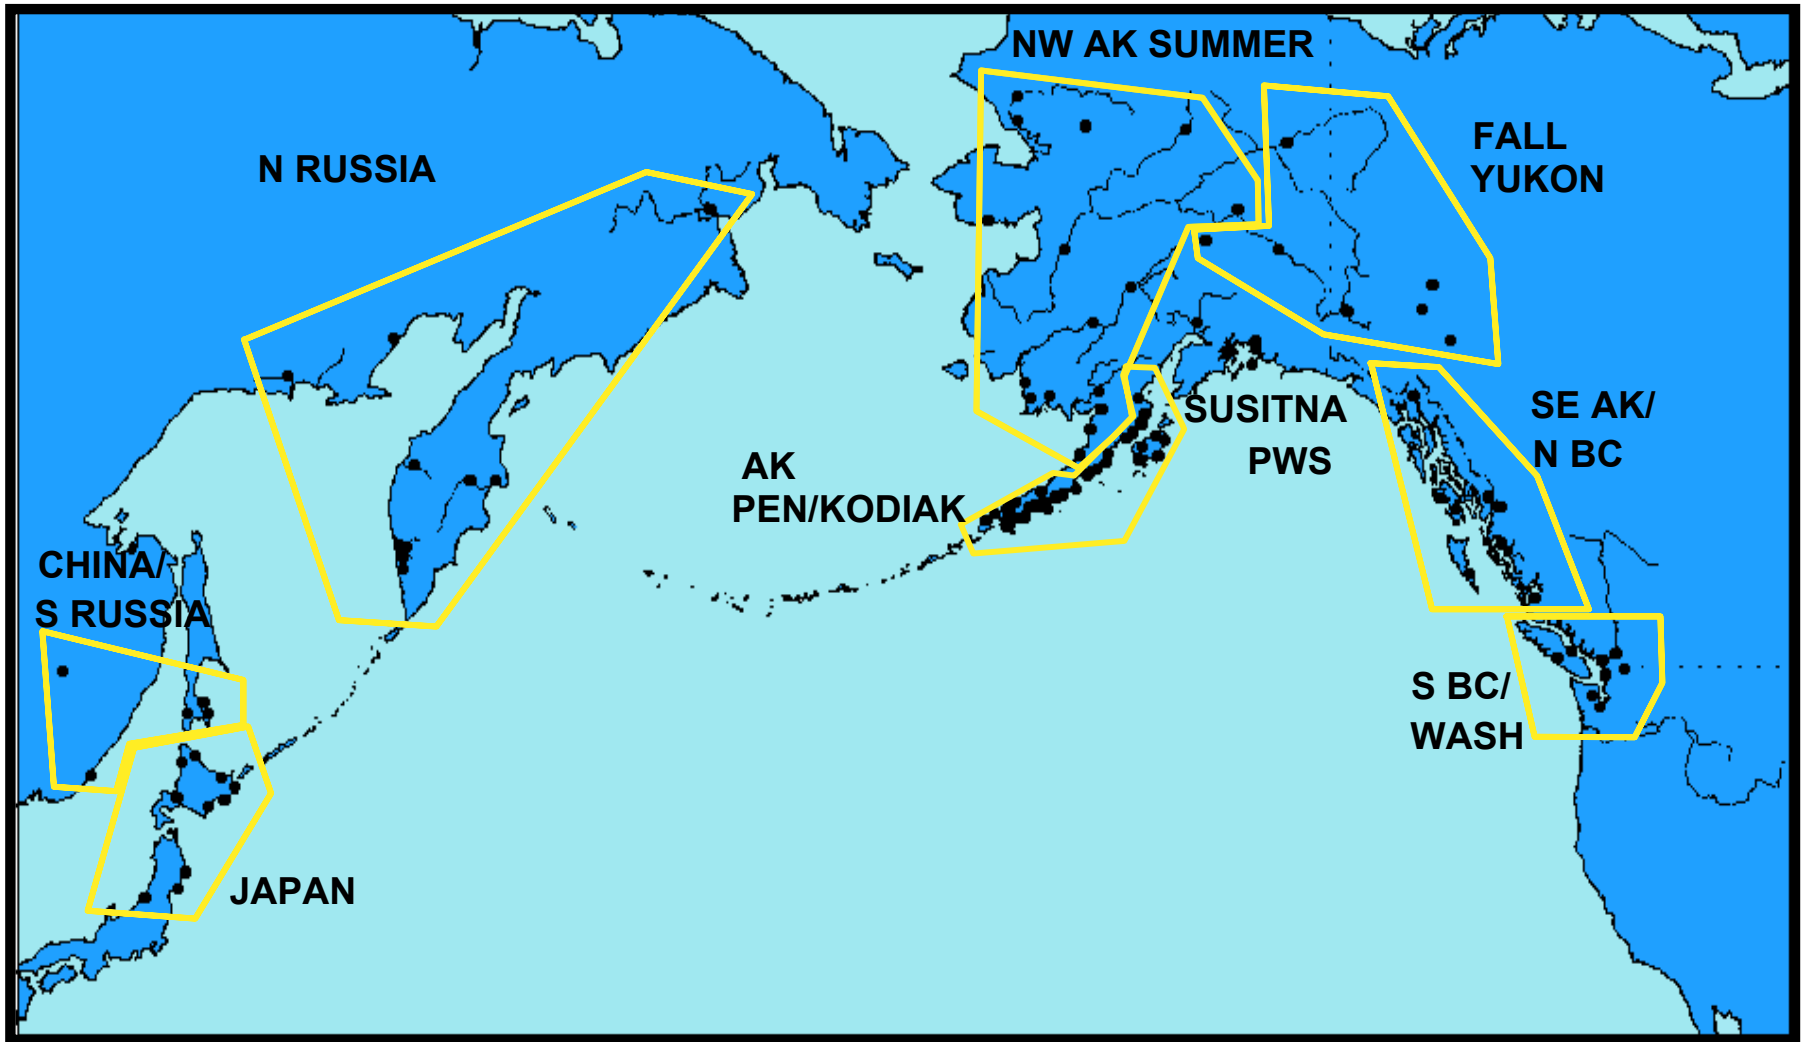 NW AK SUMMER
FALL
YUKON
N RUSSIA
SUSITNA
PWS
SE AK/
N BC
AK
PEN/KODIAK
CHINA/
S RUSSIA
S BC/
WASH
JAPAN